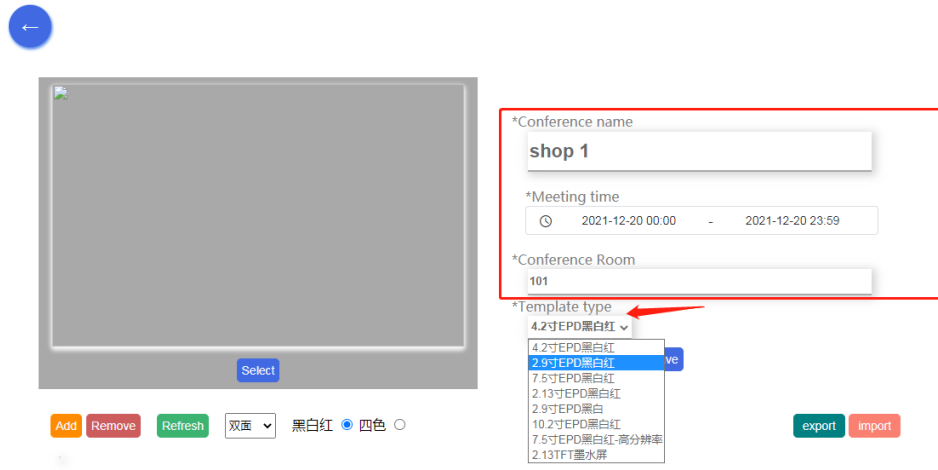 ←
*Conference name
shop 1
*Meeting time
2021-12-20 00:00 - 2021-12-20 23:59
*Conference Room
101
*Template type
4.2寸EPD黑白红
4.2寸EPD黑白红
2.9寸EPD黑白红
ve
7.5寸EPD黑白红
2.13寸EPD黑白红
2.9寸EPD黑白
10.2寸EPD黑白红
7.5寸EPD黑白红-高分辨率
2.13TFT墨水屏
Select
Add Remove Refresh 双面 黑白红 四色 export import